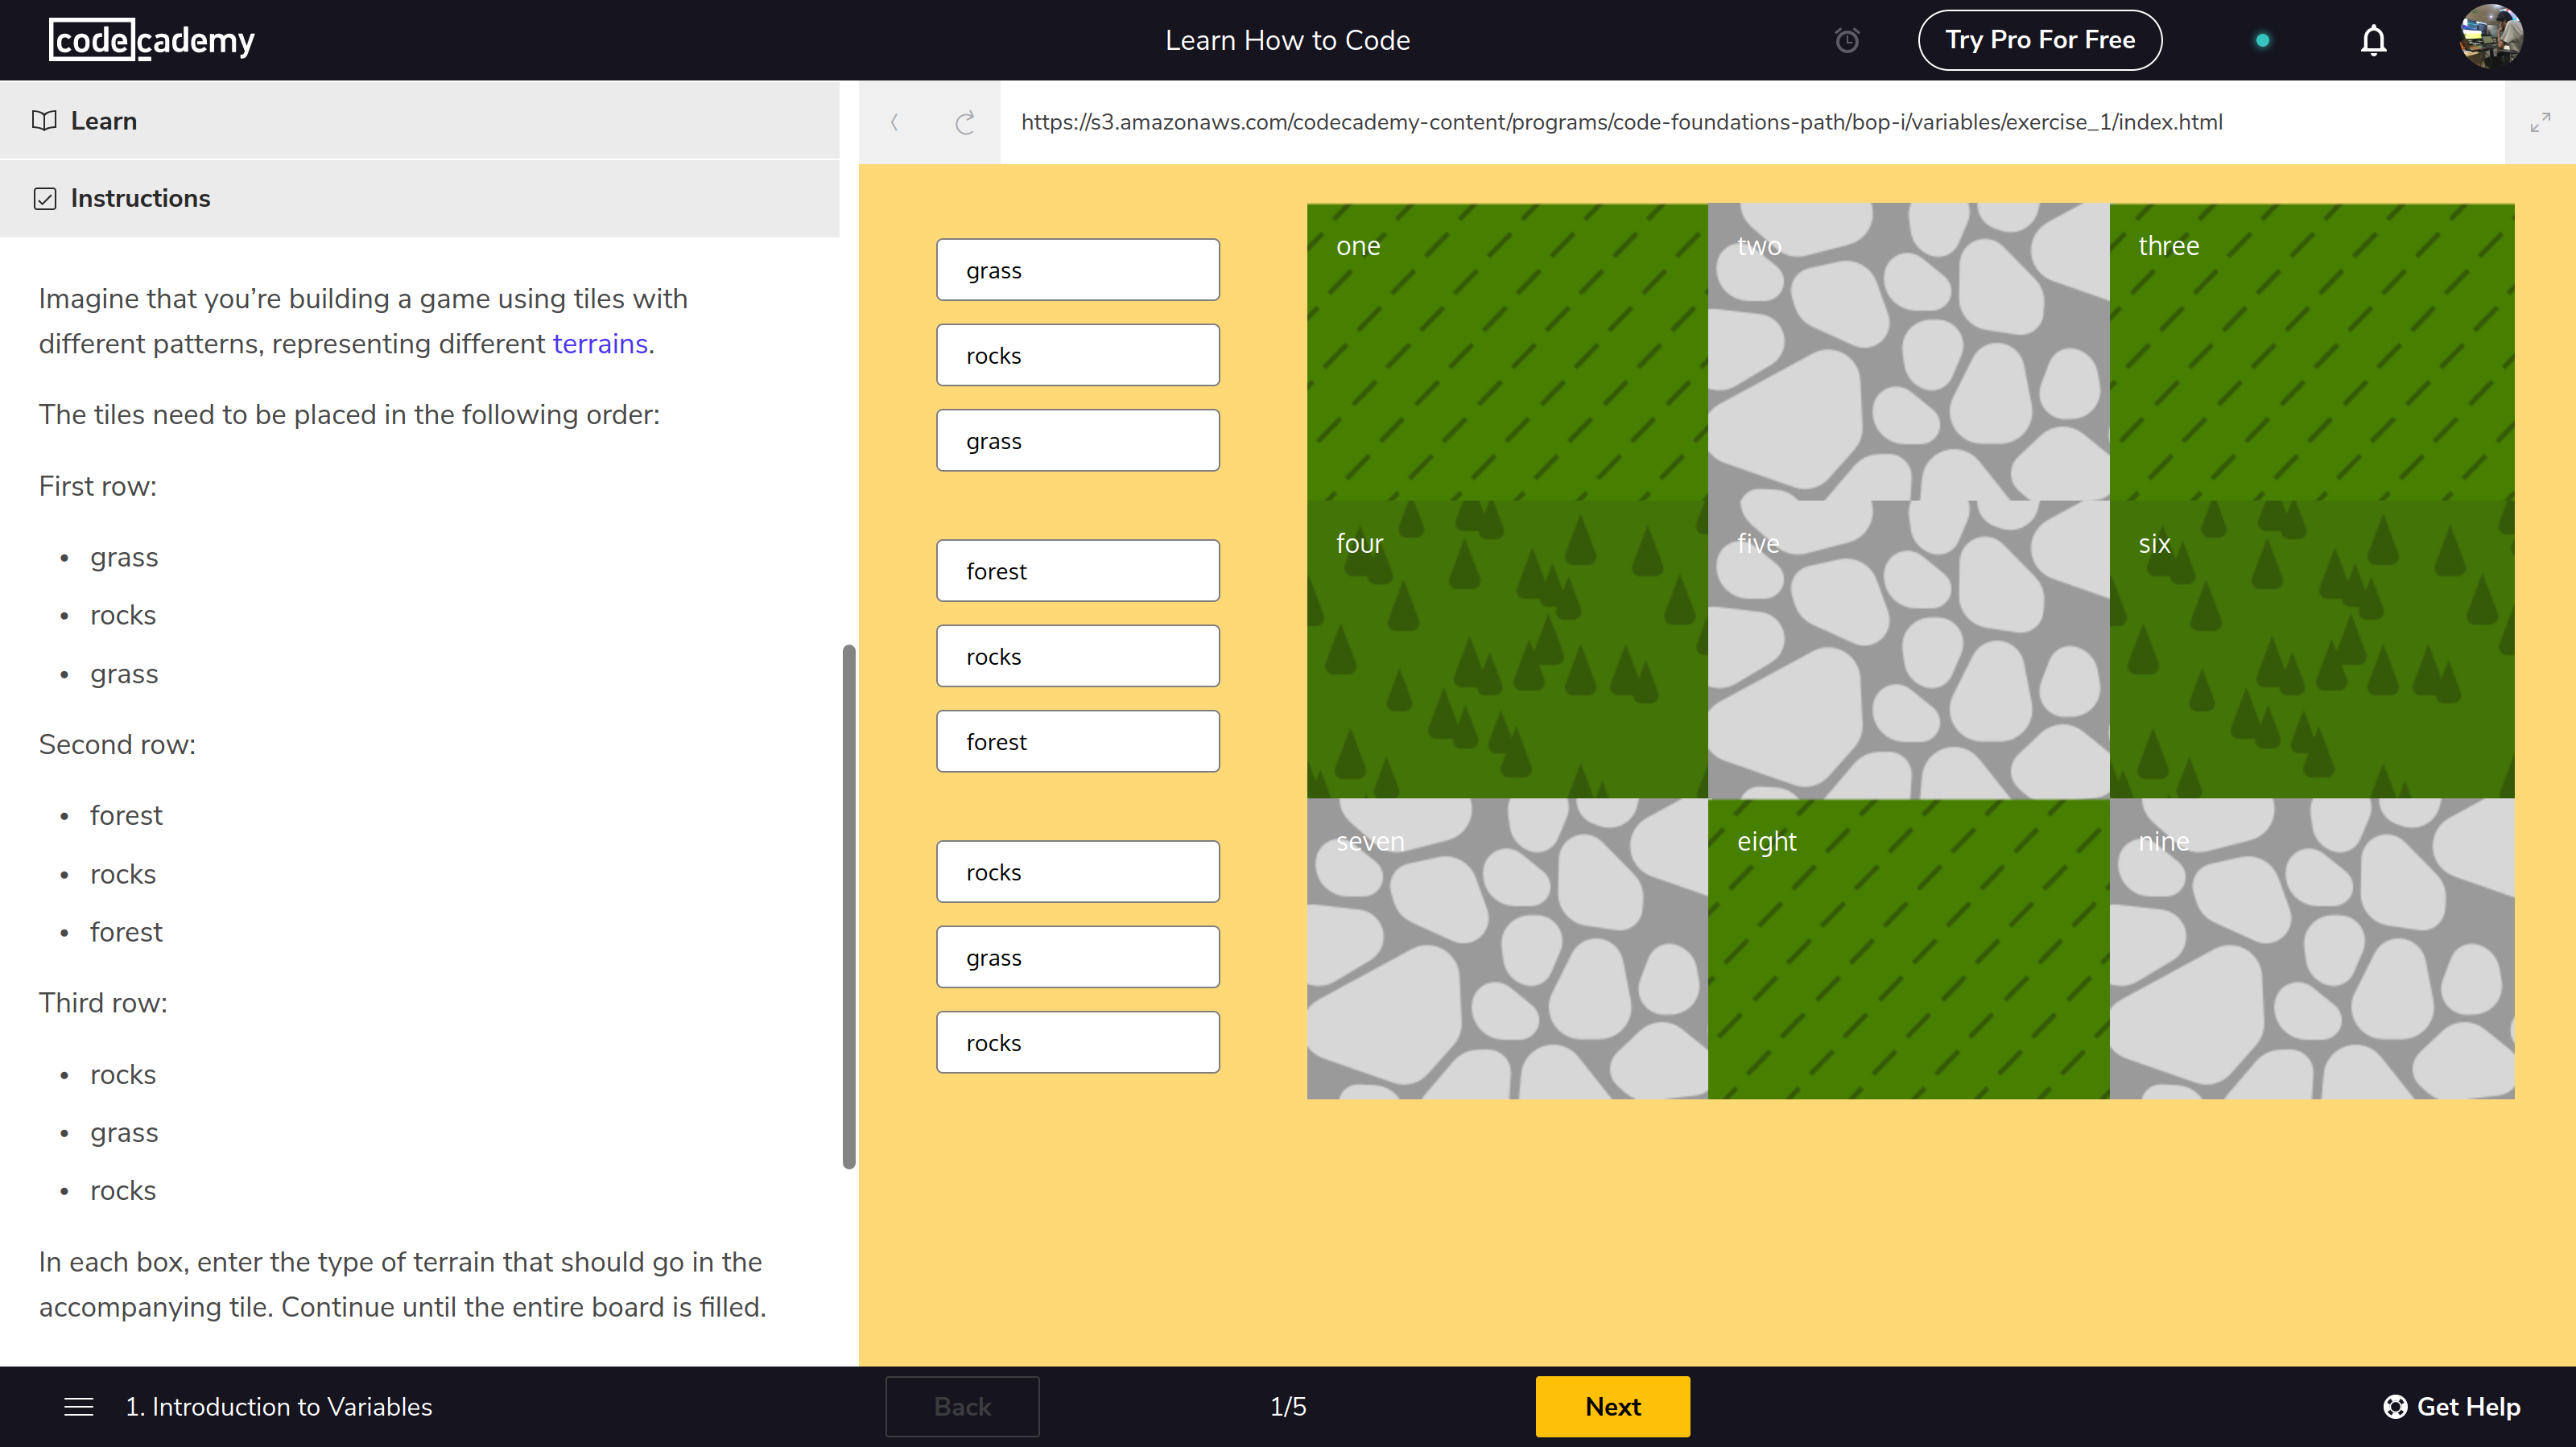 codecademy
Learn How to Code
Try Pro For Free
Learn
Instructions
Imagine that you’re building a game using tiles with
different patterns, representing different terrains.
The tiles need to be placed in the following order:
First row:
• grass
• rocks
• grass
Second row:
• forest
• rocks
• forest
Third row:
• rocks
• grass
• rocks
In each box, enter the type of terrain that should go in the
accompanying tile. Continue until the entire board is filled.
https://s3.amazonaws.com/codecademy-content/programs/code-foundations-path/bop-i/variables/exercise_1/index.html
grass
rocks
grass
forest
rocks
forest
rocks
grass
rocks
one
two
three
four
five
six
seven
eight
nine
1. Introduction to Variables
Back
1/5
Next
Get Help